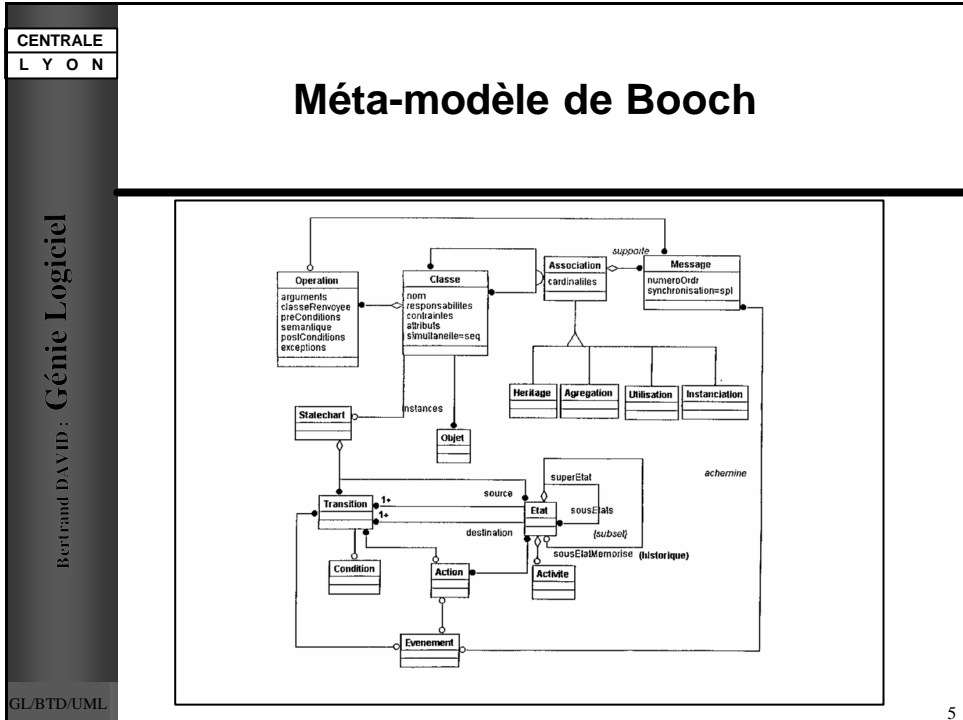 CENTRALE
L Y O N
Méta-modèle de Booch
Bertrand DAVID : Génie Logiciel
GL/BTD/UML
5
supporte
Operation
arguments
classeRenvoyee
preConditions
semantique
postConditions
exceptions
Classe
nom
responsabilites
contraintes
attributs
simultaneite=seq
Association
cardinalites
Message
numeroOrdr
synchronisation=spl
Heritage
Agregation
Utilisation
Instanciation
Statechart
instances
Objet
achemine
superEtat
Transition
1+
source
Etat
sousEtats
1+
{subset}
destination
sousEtatMemorise (historique)
Condition
Action
Activite
Evenement